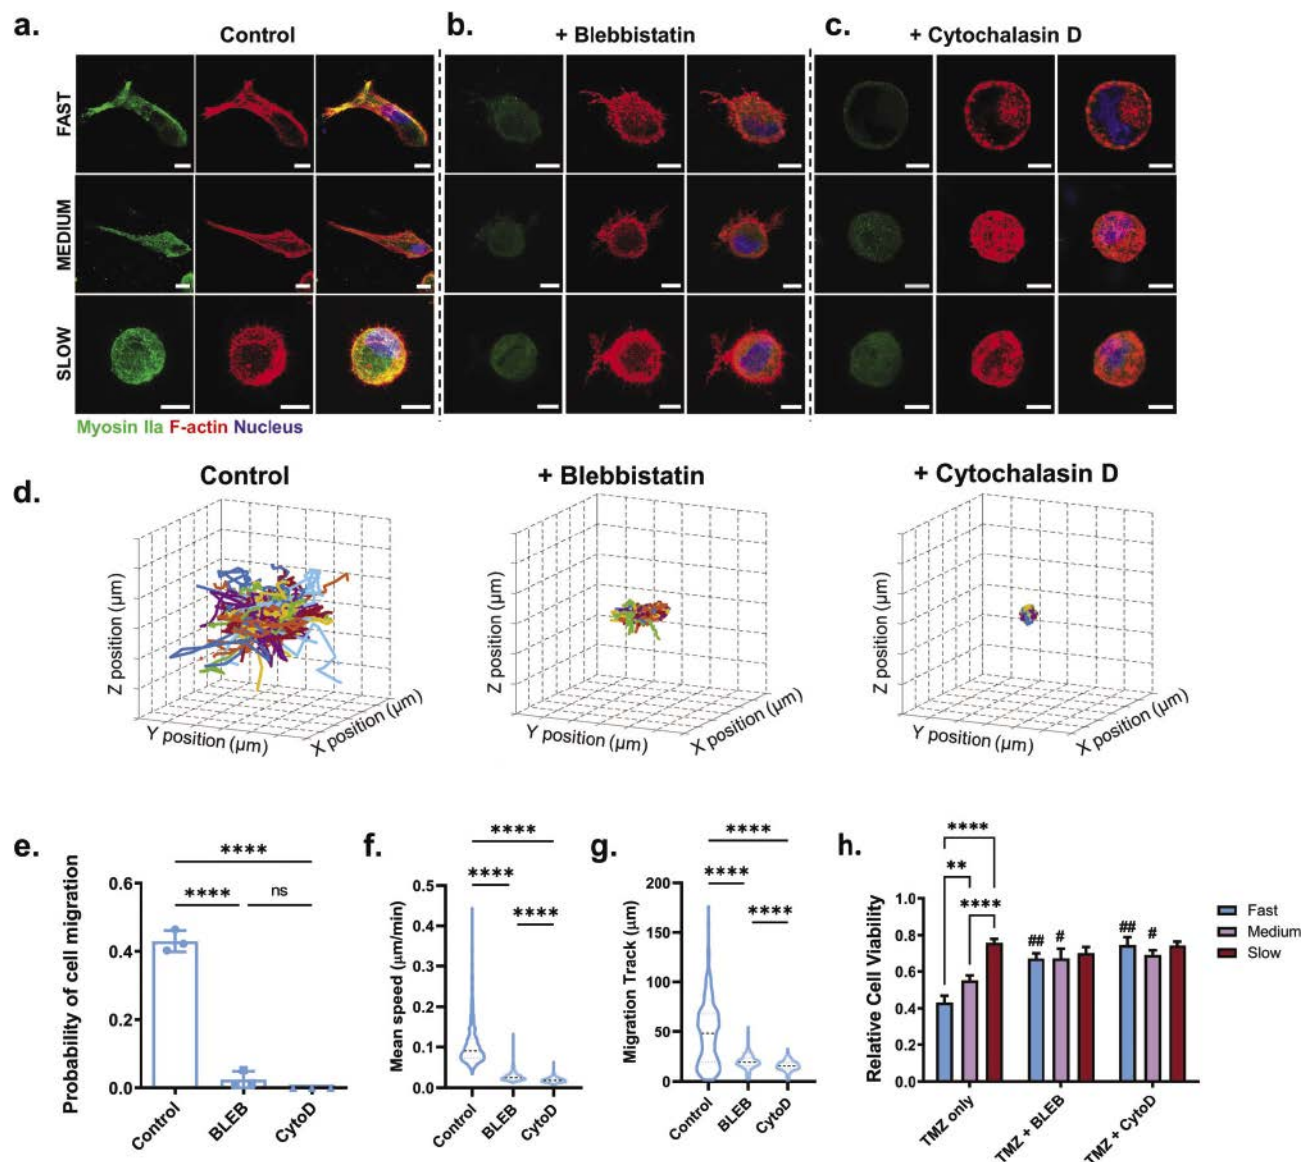 a.
Control
b.
+ Blebbistatin
c.
+ Cytochalasin D
FAST
MEDIUM
SLOW
Myosin IIa F-actin Nucleus
d.
Control
+ Blebbistatin
+ Cytochalasin D
Z position (µm)
Y position (µm)
X position (µm)
Z position (µm)
Y position (µm)
X position (µm)
Z position (µm)
Y position (µm)
X position (µm)
e.
Probability of cell migration
0.6
0.4
0.2
0.0
****
****
ns
Control
BLEB
CytoD
f.
Mean speed (µm/min)
0.5
0.4
0.3
0.2
0.1
0.0
****
****
****
Control
BLEB
CytoD
g.
Migration Track (µm)
200
150
100
50
0
****
****
****
Control
BLEB
CytoD
h.
Relative Cell Viability
1.0
0.8
0.6
0.4
0.2
0.0
****
**
****
## #
## #
TMZ only
TMZ + BLEB
TMZ + CytoD
Fast
Medium
Slow